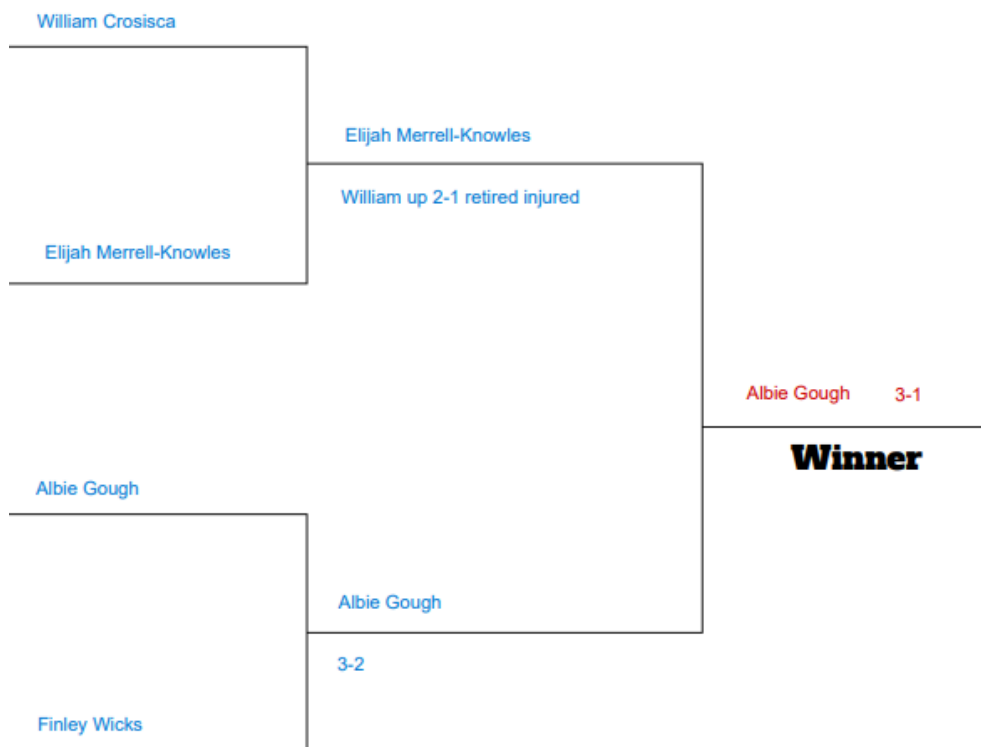 William Crosisca
Elijah Merrell-Knowles
William up 2-1 retired injured
Elijah Merrell-Knowles
Albie Gough 3-1
Winner
Albie Gough
Albie Gough
3-2
Finley Wicks